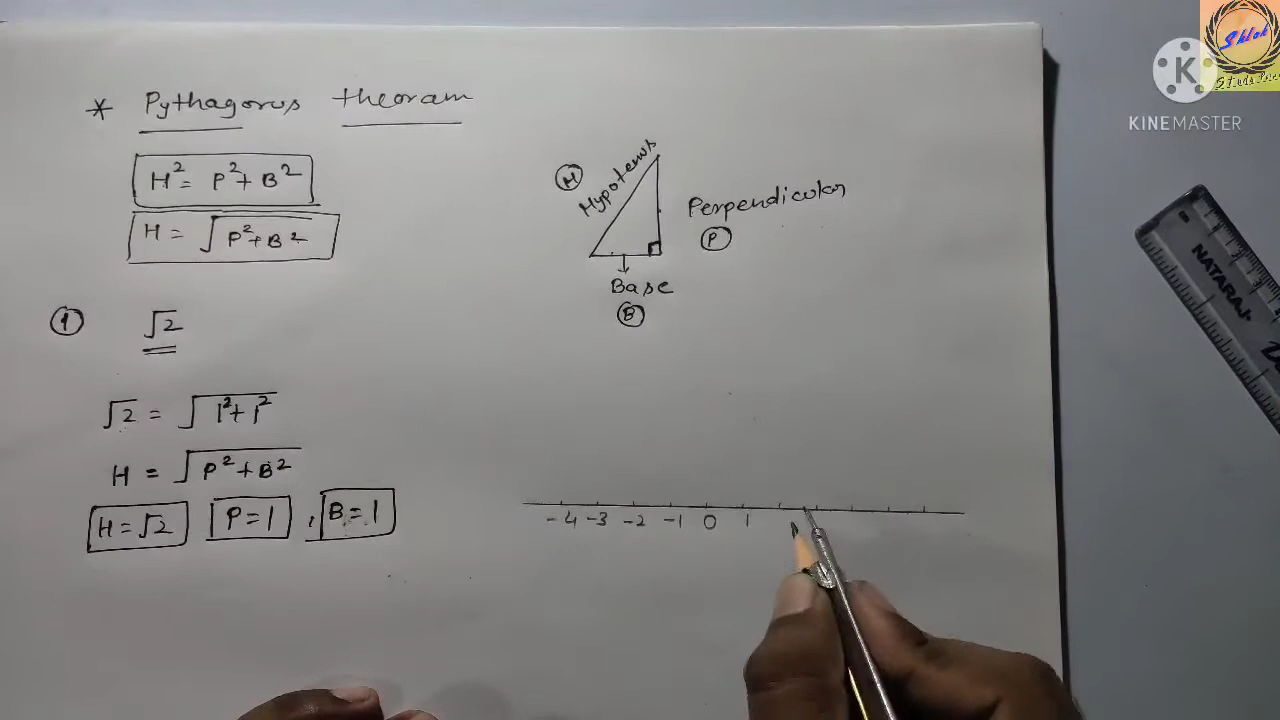 * Pythagorus theoram
H² = P² + B²
H = √P² + B²
Hypotenus
H
Perpendicular
P
Base
B
1 √2
√2 = √1² + 1²
H = √P² + B²
H = √2 P = 1 , B = 1
-4 -3 -2 -1 0 1
NATARAJ
K
KINEMASTER
Shloh